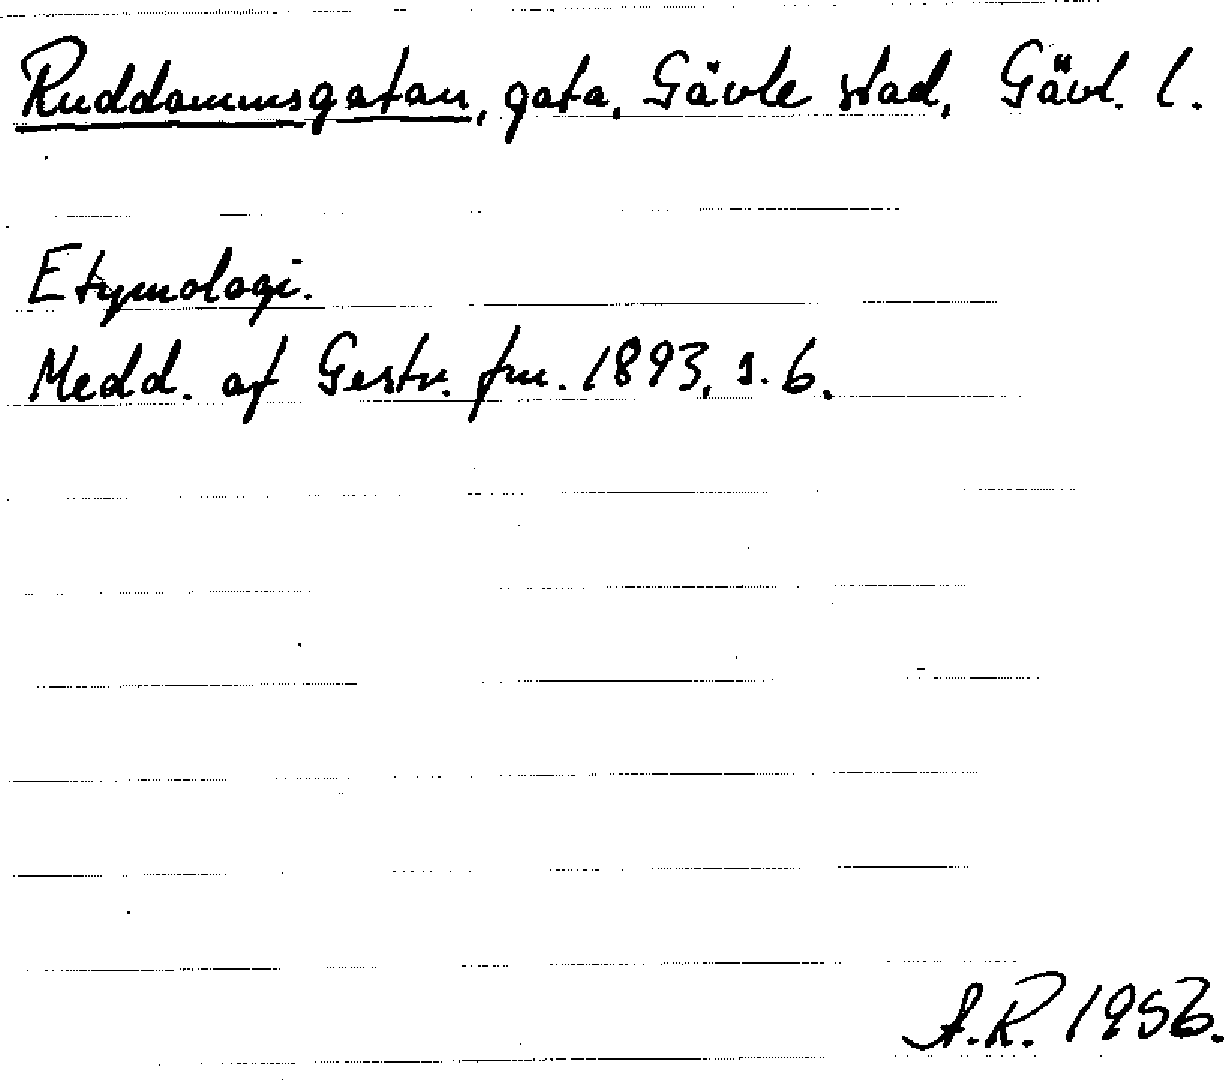 Ruddammsgatan, gata, Gävle stad, Gävl. l.
Etymologi.
Medd. af Gestr. fm. 1893, s. 6.
A.R. 1956.